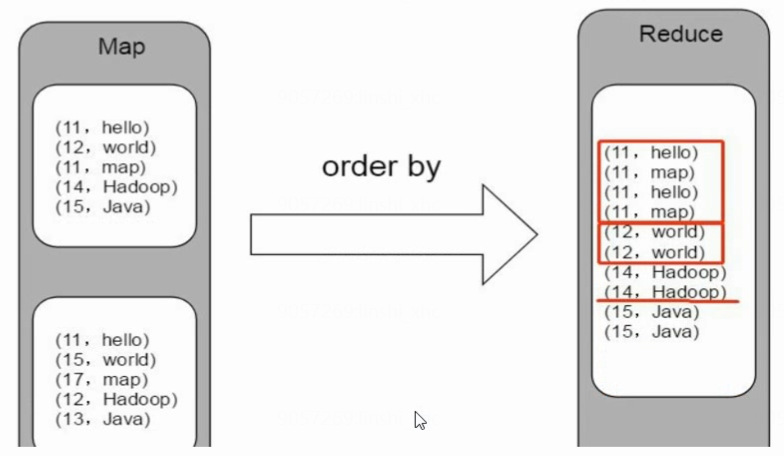 Map
(11，hello)
(12，world)
(11，map)
(14，Hadoop)
(15，Java)
(11，hello)
(15，world)
(17，map)
(12，Hadoop)
(13，Java)
order by
Reduce
(11，hello)
(11，map)
(11，hello)
(11，map)
(12，world)
(12，world)
(14，Hadoop)
(14，Hadoop)
(15，Java)
(15，Java)